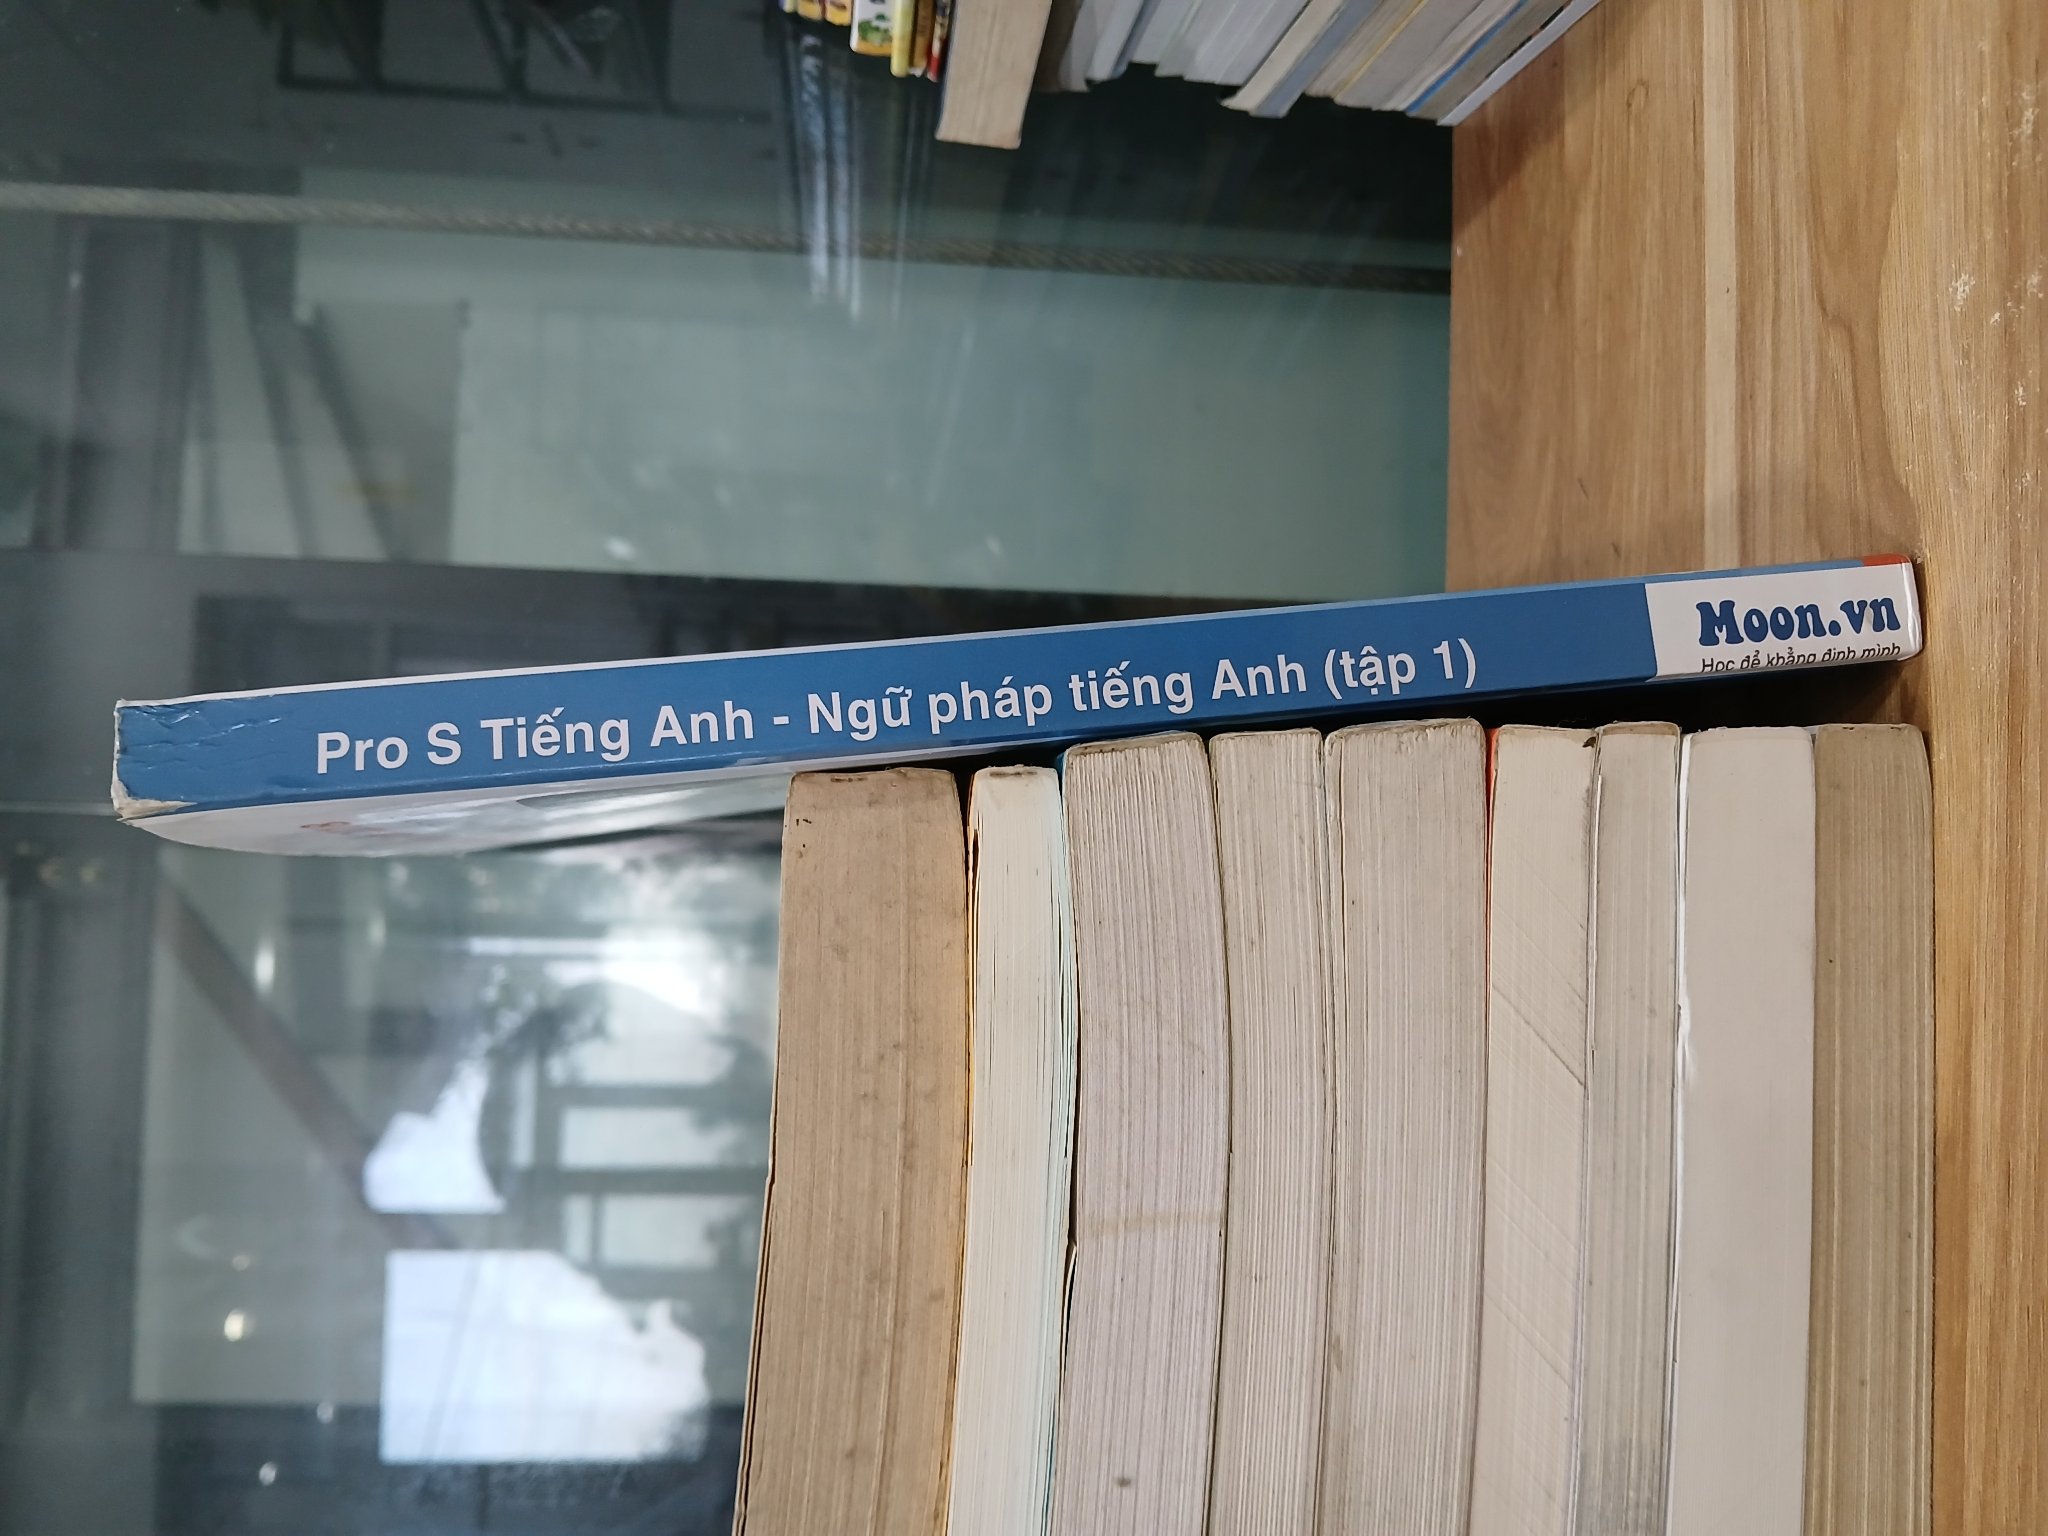 Pro S Tiếng Anh - Ngữ pháp tiếng Anh (tập 1)
Moon.vn
Học để khẳng định mình